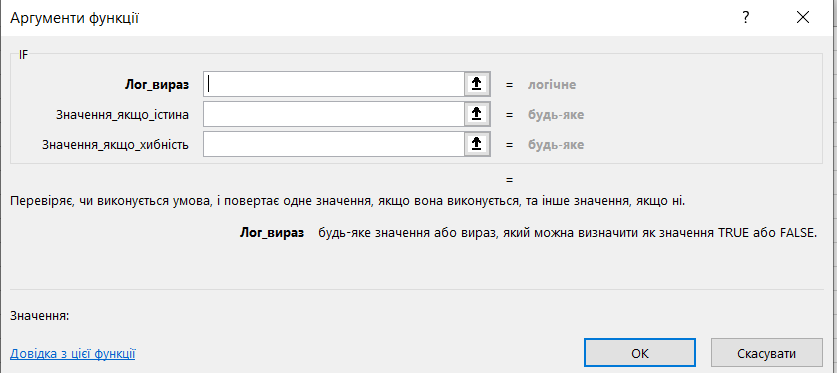 Аргументи функції
? ×
IF
Лог_вираз = логічне
Значення_якщо_істина = будь-яке
Значення_якщо_хибність = будь-яке
=
Перевіряє, чи виконується умова, і повертає одне значення, якщо вона виконується, та інше значення, якщо ні.
Лог_вираз будь-яке значення або вираз, який можна визначити як значення TRUE або FALSE.
Значення:
Довідка з цієї функції
ОК Скасувати